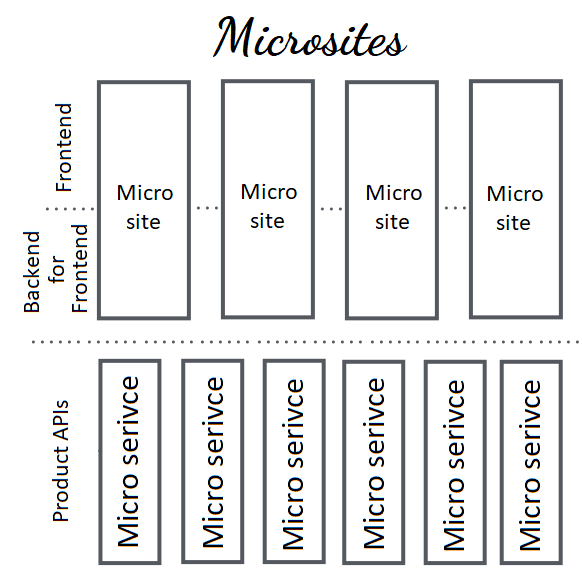 Microsites
Frontend
Micro
site
Micro
site
Micro
site
Micro
site
Backend
for
Frontend
Product APIs
Micro serivce
Micro serivce
Micro serivce
Micro serivce
Micro serivce
Micro serivce